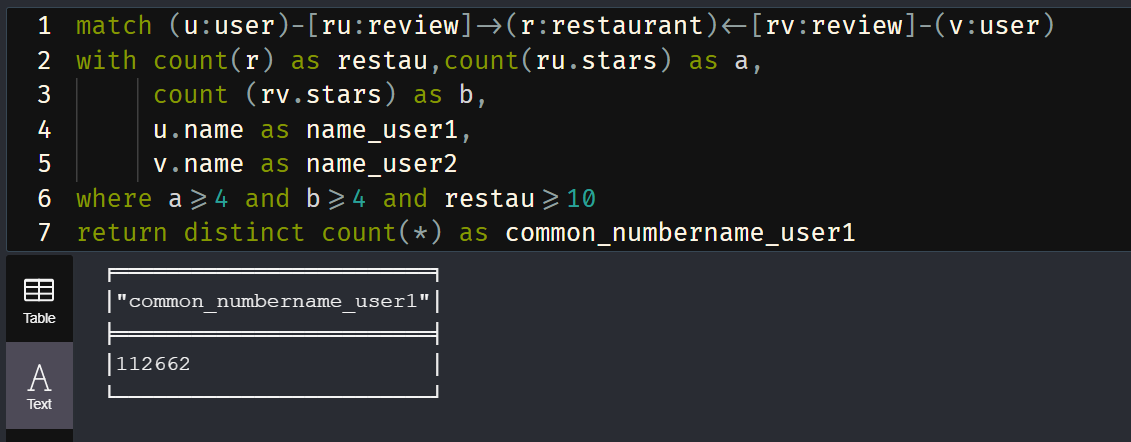 1 match (u:user)-[ru:review]->(r:restaurant)<-[rv:review]-(v:user)
2 with count(r) as restau,count(ru.stars) as a,
3 count (rv.stars) as b,
4 u.name as name_user1,
5 v.name as name_user2
6 where a>=4 and b>=4 and restau>=10
7 return distinct count(*) as common_numbername_user1
"common_numbername_user1"
Table
112662
A
Text